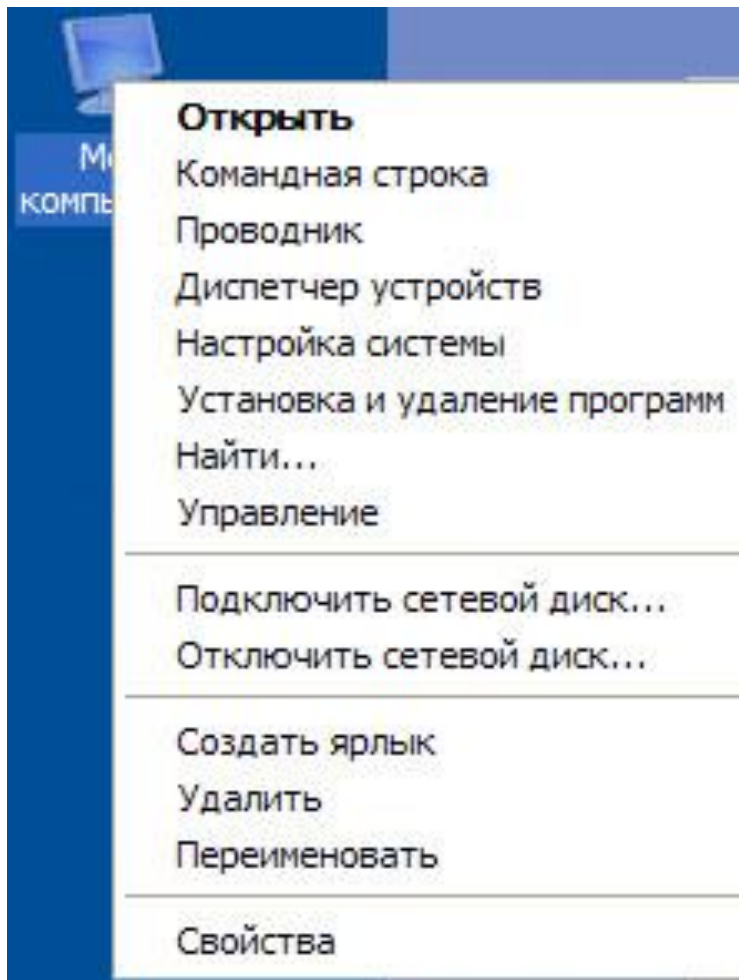 Открыть
Командная строка
Проводник
Диспетчер устройств
Настройка системы
Установка и удаление программ
Найти...
Управление
Подключить сетевой диск...
Отключить сетевой диск...
Создать ярлык
Удалить
Переименовать
Свойства